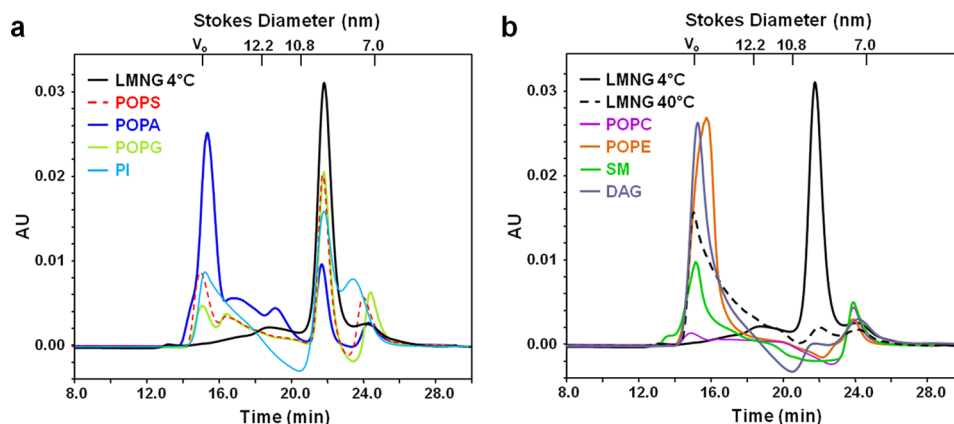 a
Stokes Diameter (nm)
Vo 12.2 10.8 7.0
LMNG 4°C
POPS
POPA
POPG
PI
0.03
0.02
0.01
0.00
AU
8.0 12.0 16.0 20.0 24.0 28.0
Time (min)
b
Stokes Diameter (nm)
Vo 12.2 10.8 7.0
LMNG 4°C
LMNG 40°C
POPC
POPE
SM
DAG
0.03
0.02
0.01
0.00
AU
8.0 12.0 16.0 20.0 24.0 28.0
Time (min)